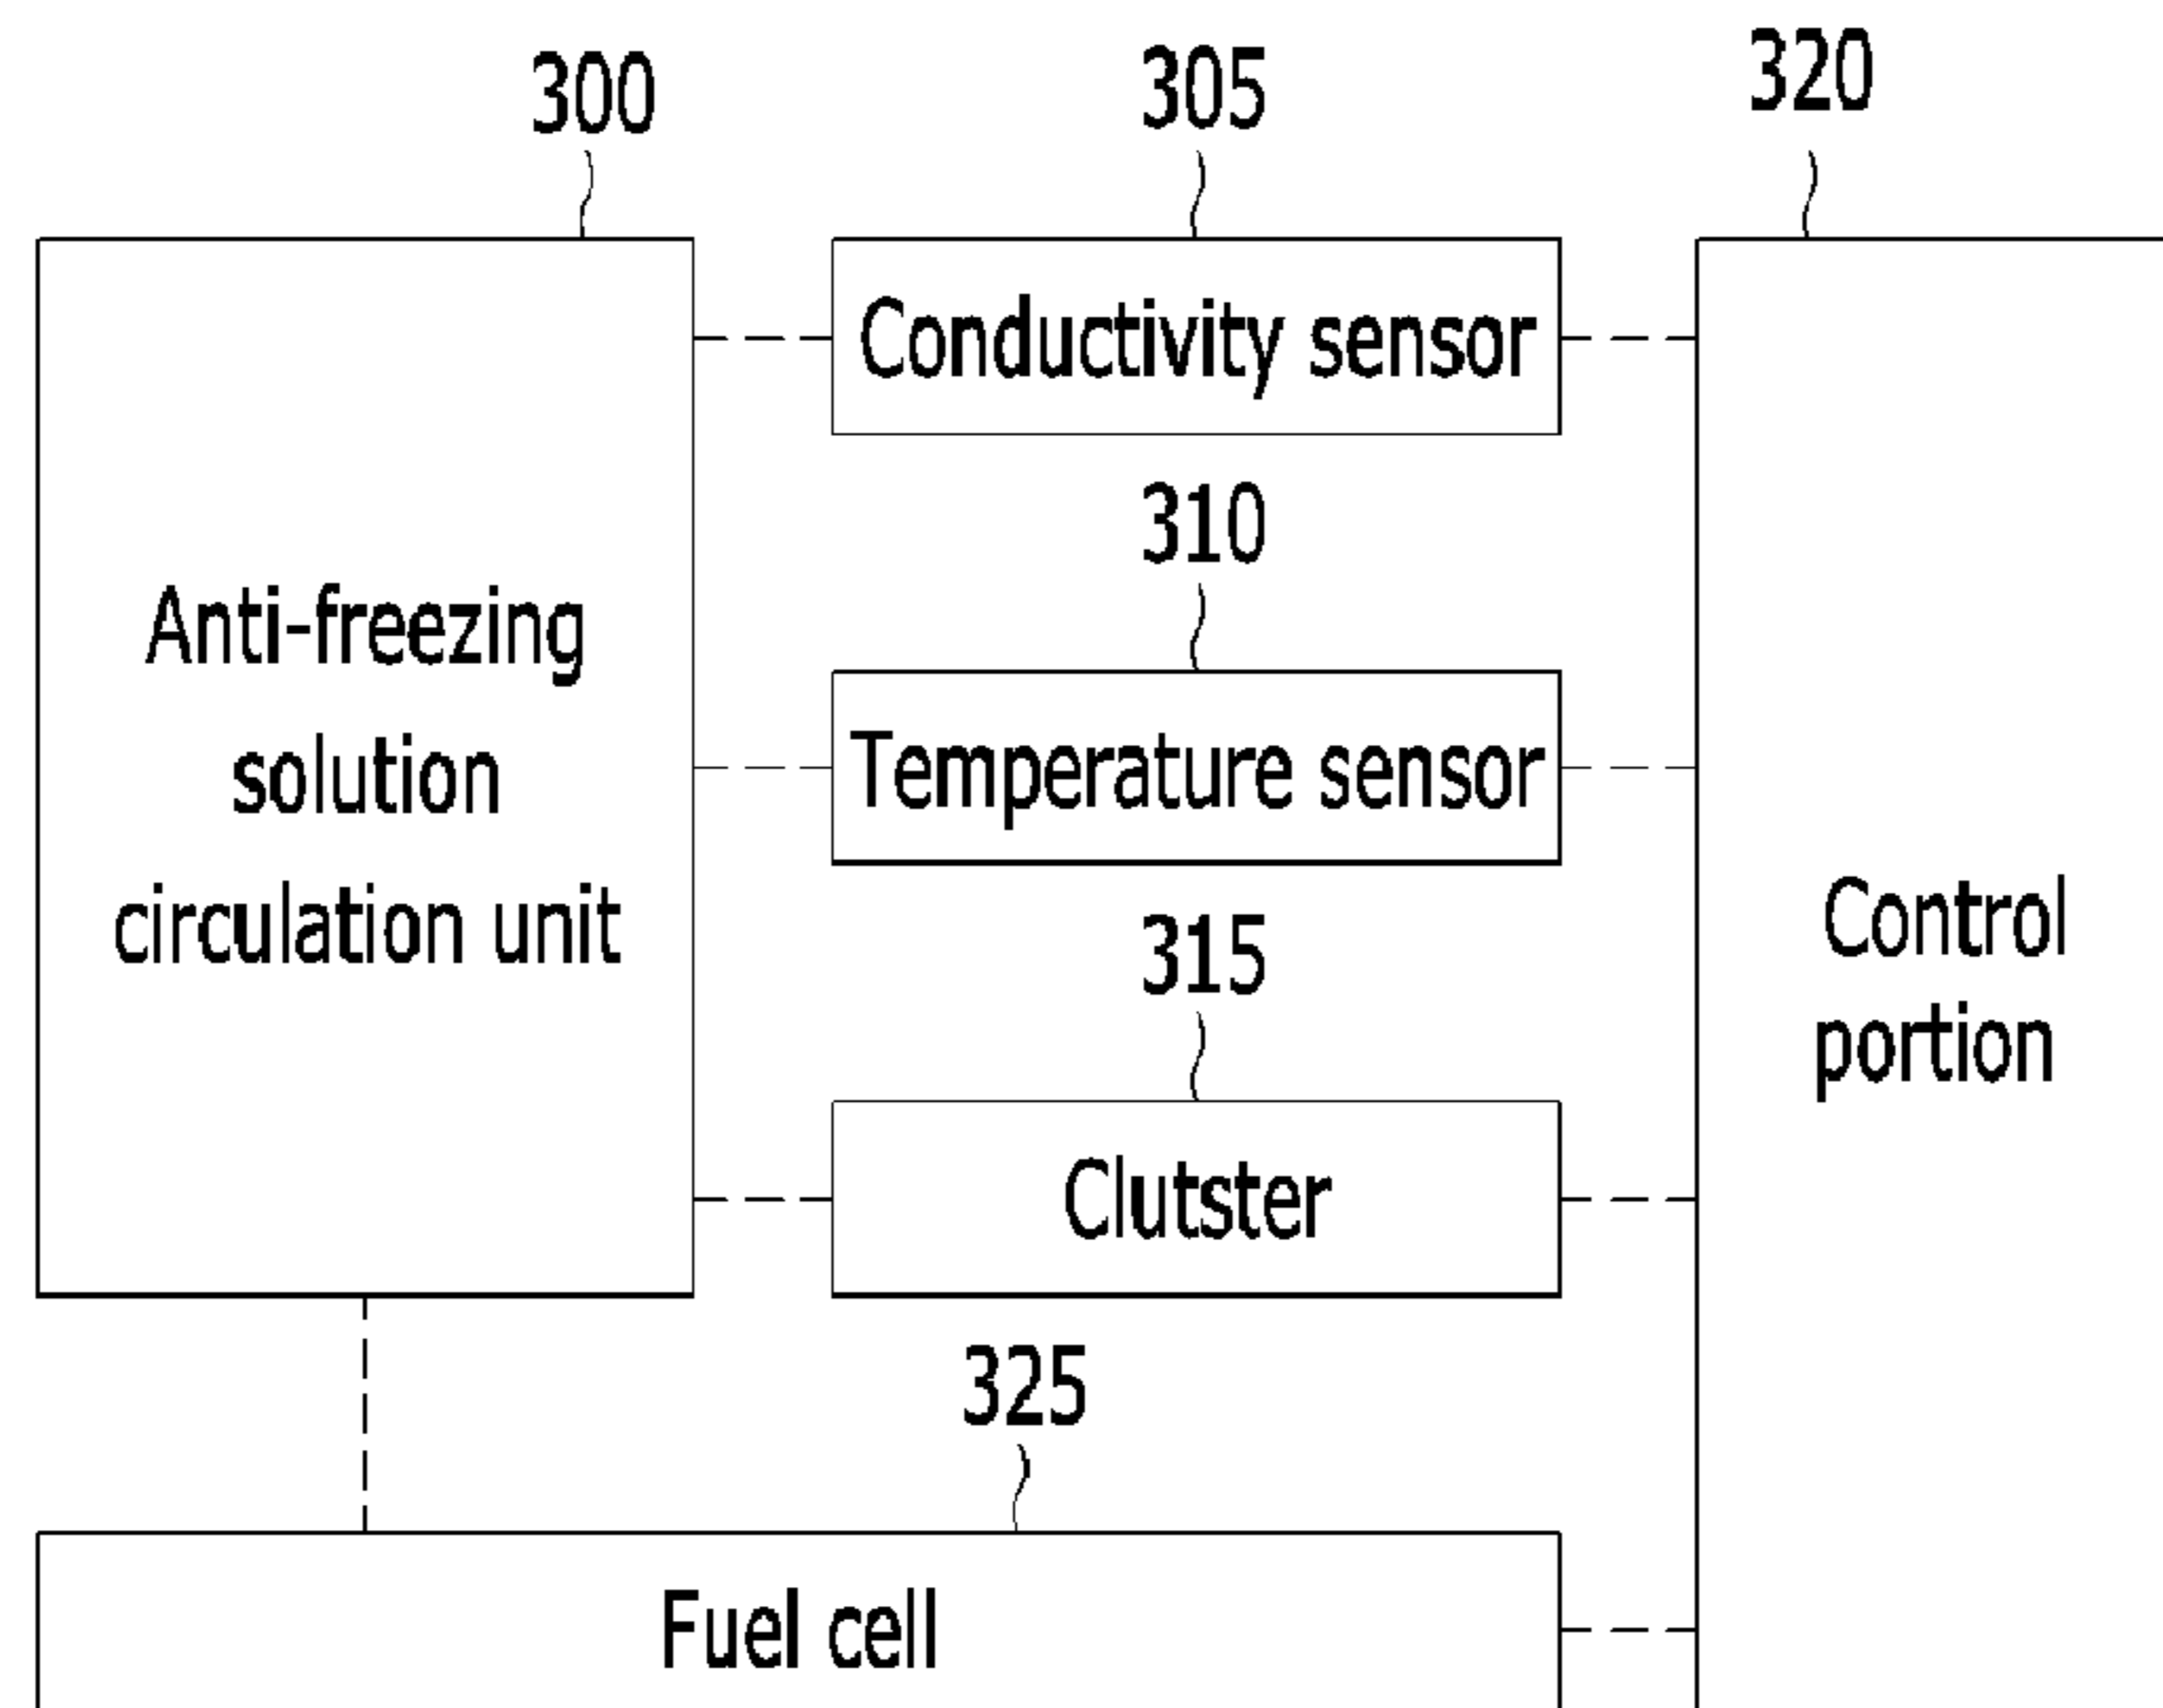 300
305
320
Conductivity sensor
310
Anti-freezing
solution
circulation unit
Temperature sensor
315
Control
portion
Clutster
325
Fuel cell